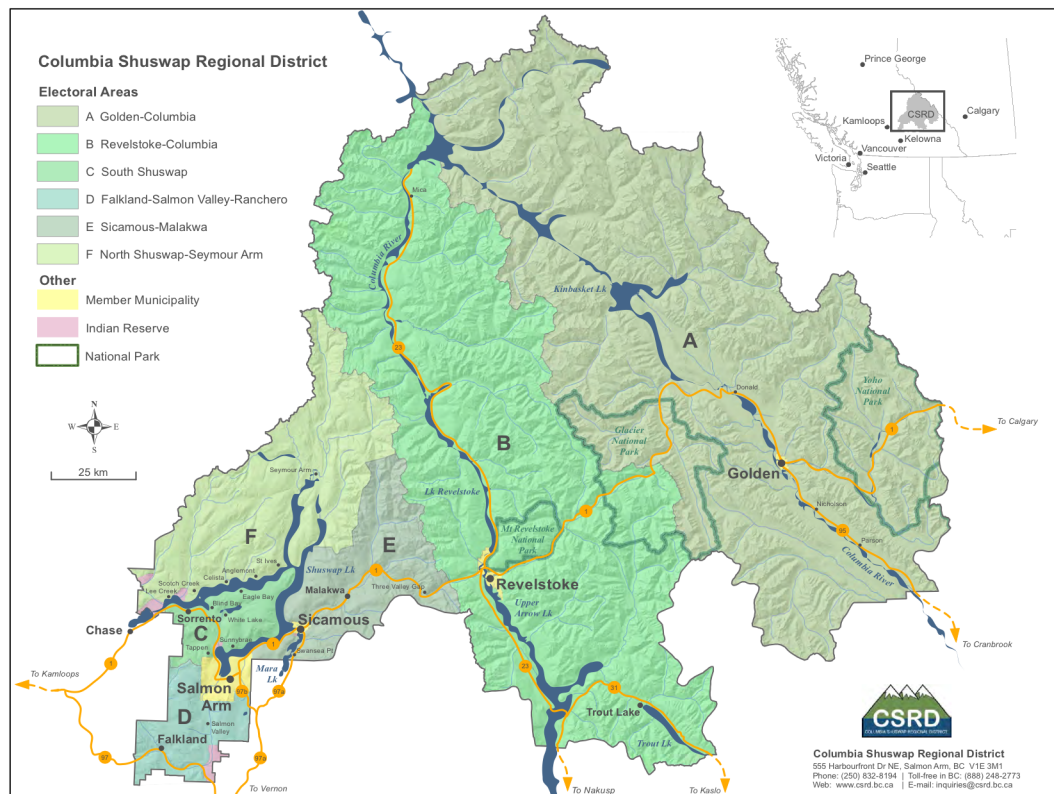 Columbia Shuswap Regional District
Electoral Areas
A Golden-Columbia
B Revelstoke-Columbia
C South Shuswap
D Falkland-Salmon Valley-Ranchero
E Sicamous-Malakwa
F North Shuswap-Seymour Arm
Other
Member Municipality
Indian Reserve
National Park
N
W
E
S
25 km
Prince George
CSRD
Calgary
Kamloops
Kelowna
Vancouver
Victoria
Seattle
Mica
Columbia River
Kinbasket Lk
23
A
Donald
Yoho
National
Park
1
To Calgary
Glacier
National
Park
B
Golden
Nicholson
95
Parson
Columbia River
To Cranbrook
Seymour Arm
Lk Revelstoke
1
Mt Revelstoke
National
Park
F
E
St Ives
Anglemont
Celista
Scotch Creek
Lee Creek
Shuswap Lk
1
Eagle Bay
Blind Bay
White Lake
Malakwa
Three Valley Gap
Revelstoke
Upper
Arrow Lk
Chase
Sorrento
C
Sicamous
Sunnybrae
1
Swansea Pt
Tappen
1
Mara
Lk
97b
97a
Salmon
Arm
23
31
Trout Lake
Trout Lk
To Kamloops
D
Salmon
Valley
Falkland
97
97a
To Vernon
To Nakusp
To Kaslo
CSRD
COLUMBIA SHUSWAP REGIONAL DISTRICT
Columbia Shuswap Regional District
555 Harbourfront Dr NE, Salmon Arm, BC V1E 3M1
Phone: (250) 832-8194 | Toll-free in BC: (888) 248-2773
Web: www.csrd.bc.ca | E-mail: inquiries@csrd.bc.ca